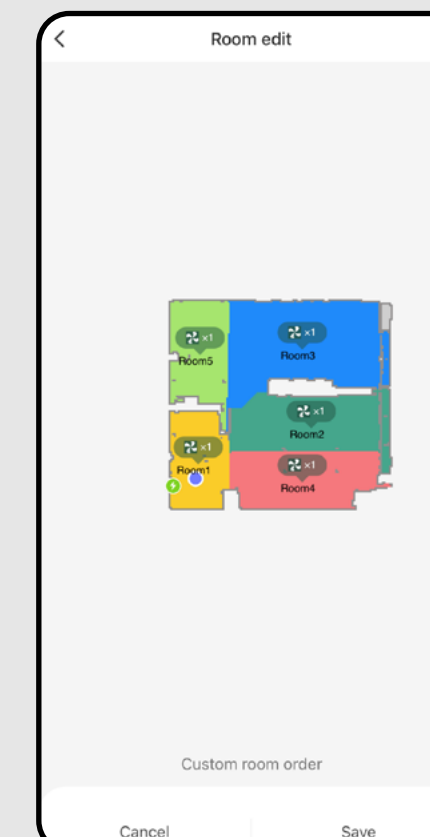 Room edit
×1
×1
Room5
Room3
×1
Room2
×1
Room1
×1
Room4
Custom room order
Cancel
Save